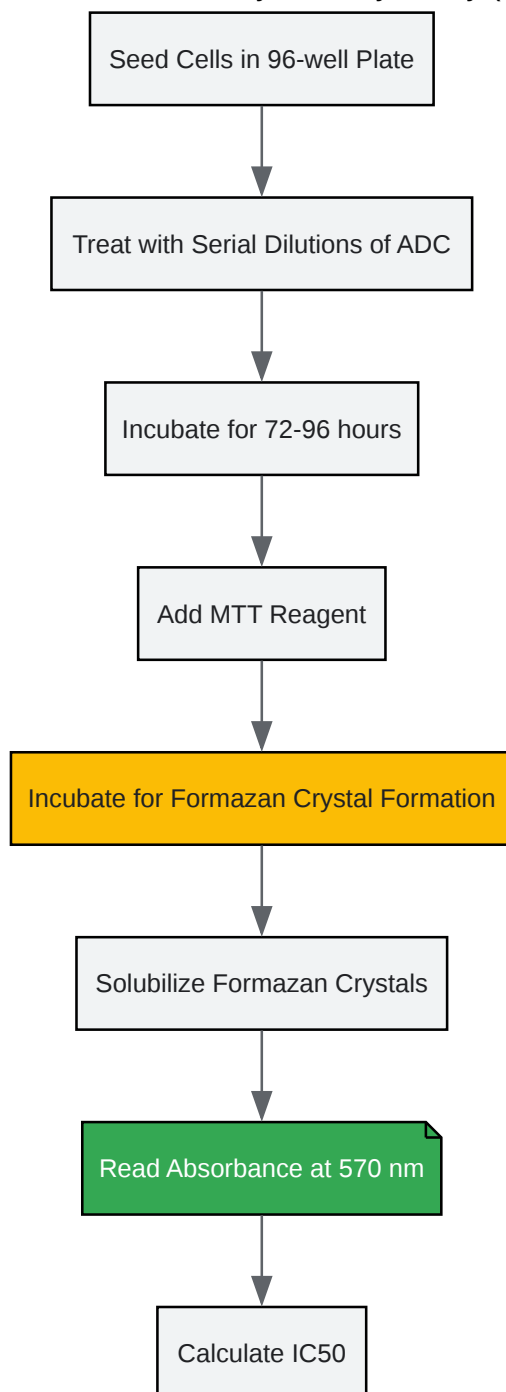 Seed Cells in 96-well Plate
Treat with Serial Dilutions of ADC
Incubate for 72-96 hours
Add MTT Reagent
Incubate for Formazan Crystal Formation
Solubilize Formazan Crystals
Read Absorbance at 570 nm
Calculate IC50